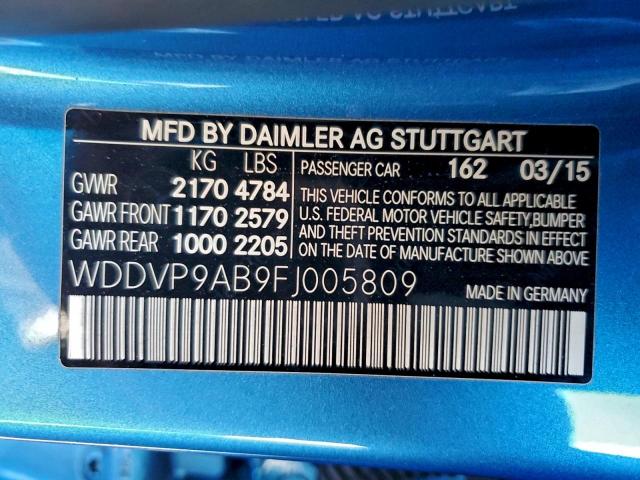 MFD BY DAIMLER AG STUTTGART
KG LBS
GVWR 2170 4784
GAWR FRONT 1170 2579
GAWR REAR 1000 2205
PASSENGER CAR 162 03/15
THIS VEHICLE CONFORMS TO ALL APPLICABLE
U.S. FEDERAL MOTOR VEHICLE SAFETY,BUMPER
AND THEFT PREVENTION STANDARDS IN EFFECT
ON THE DATE OF MANUFACTURE SHOWN ABOVE.
WDDVP9AB9FJ005809 MADE IN GERMANY